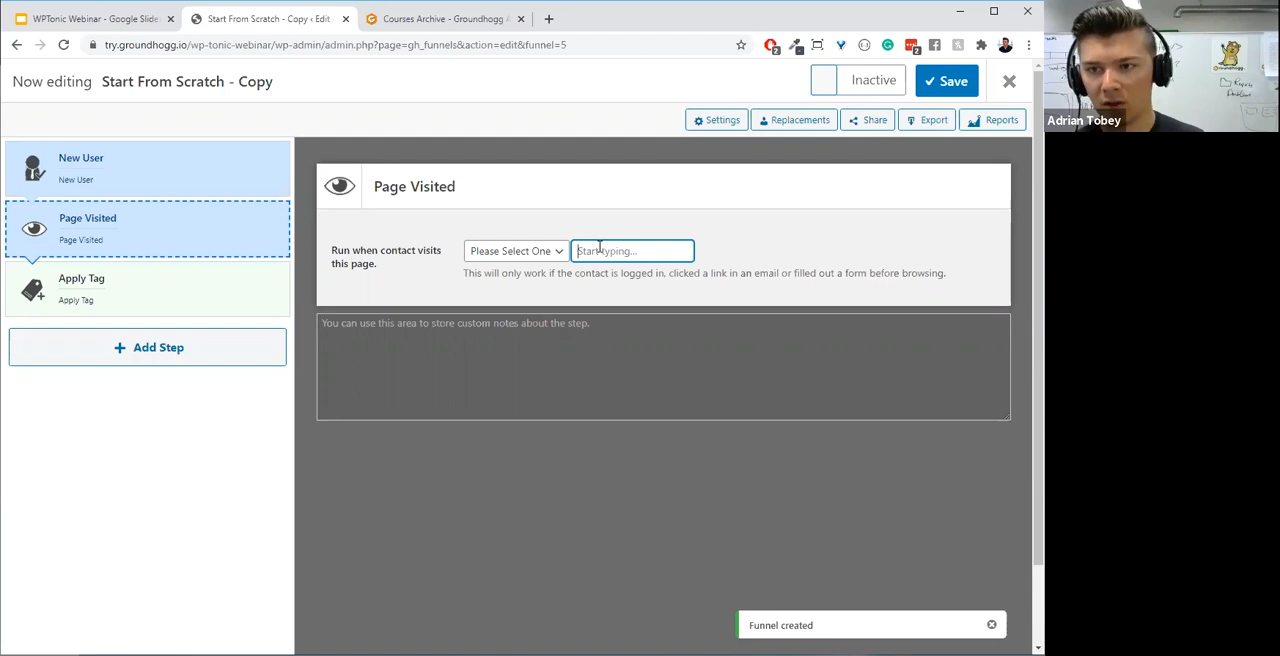 WPTonic Webinar - Google Slide
Start From Scratch - Copy ‹ Edit
Courses Archive - Groundhogg
try.groundhogg.io/wp-tonic-webinar/wp-admin/admin.php?page=gh_funnels&action=edit&funnel=5
Now editing Start From Scratch - Copy
Inactive
Save
Settings
Replacements
Share
Export
Reports
New User
New User
Page Visited
Page Visited
Apply Tag
Apply Tag
+ Add Step
Page Visited
Run when contact visits
this page.
Please Select One
Start typing...
This will only work if the contact is logged in, clicked a link in an email or filled out a form before browsing.
You can use this area to store custom notes about the step.
Funnel created
Adrian Tobey